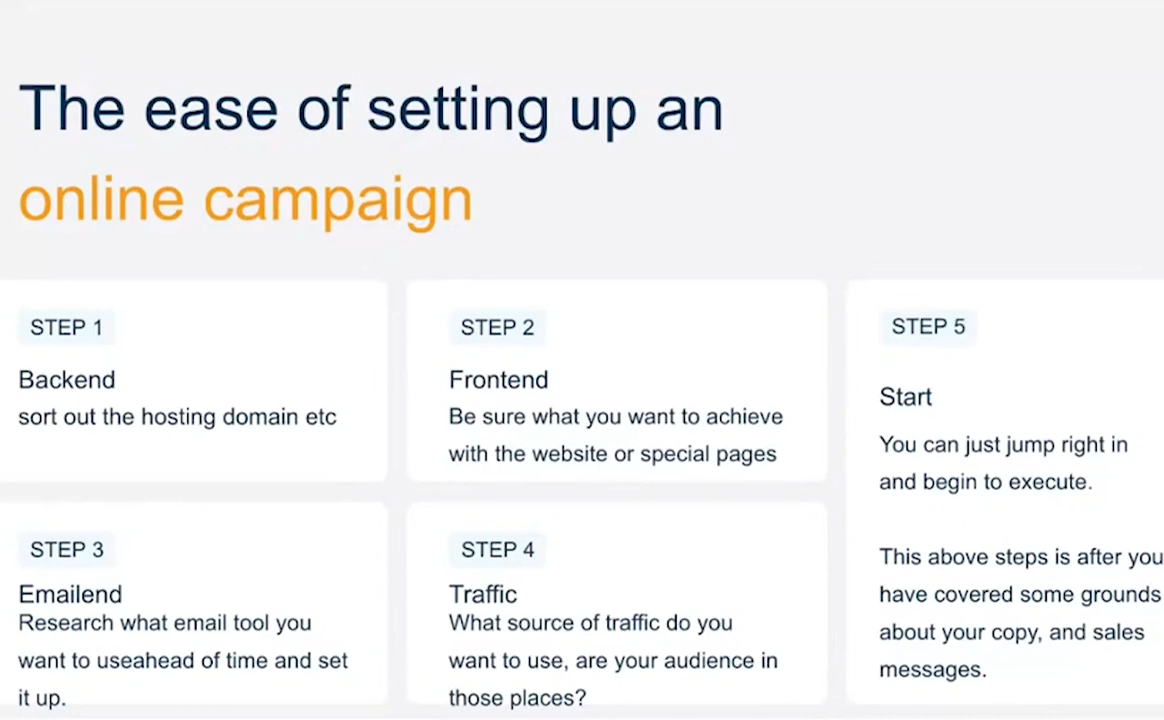 The ease of setting up an
online campaign
STEP 1
Backend
sort out the hosting domain etc
STEP 2
Frontend
Be sure what you want to achieve
with the website or special pages
STEP 3
Emailend
Research what email tool you
want to useahead of time and set
it up.
STEP 4
Traffic
What source of traffic do you
want to use, are your audience in
those places?
STEP 5
Start
You can just jump right in
and begin to execute.
This above steps is after you
have covered some grounds
about your copy, and sales
messages.